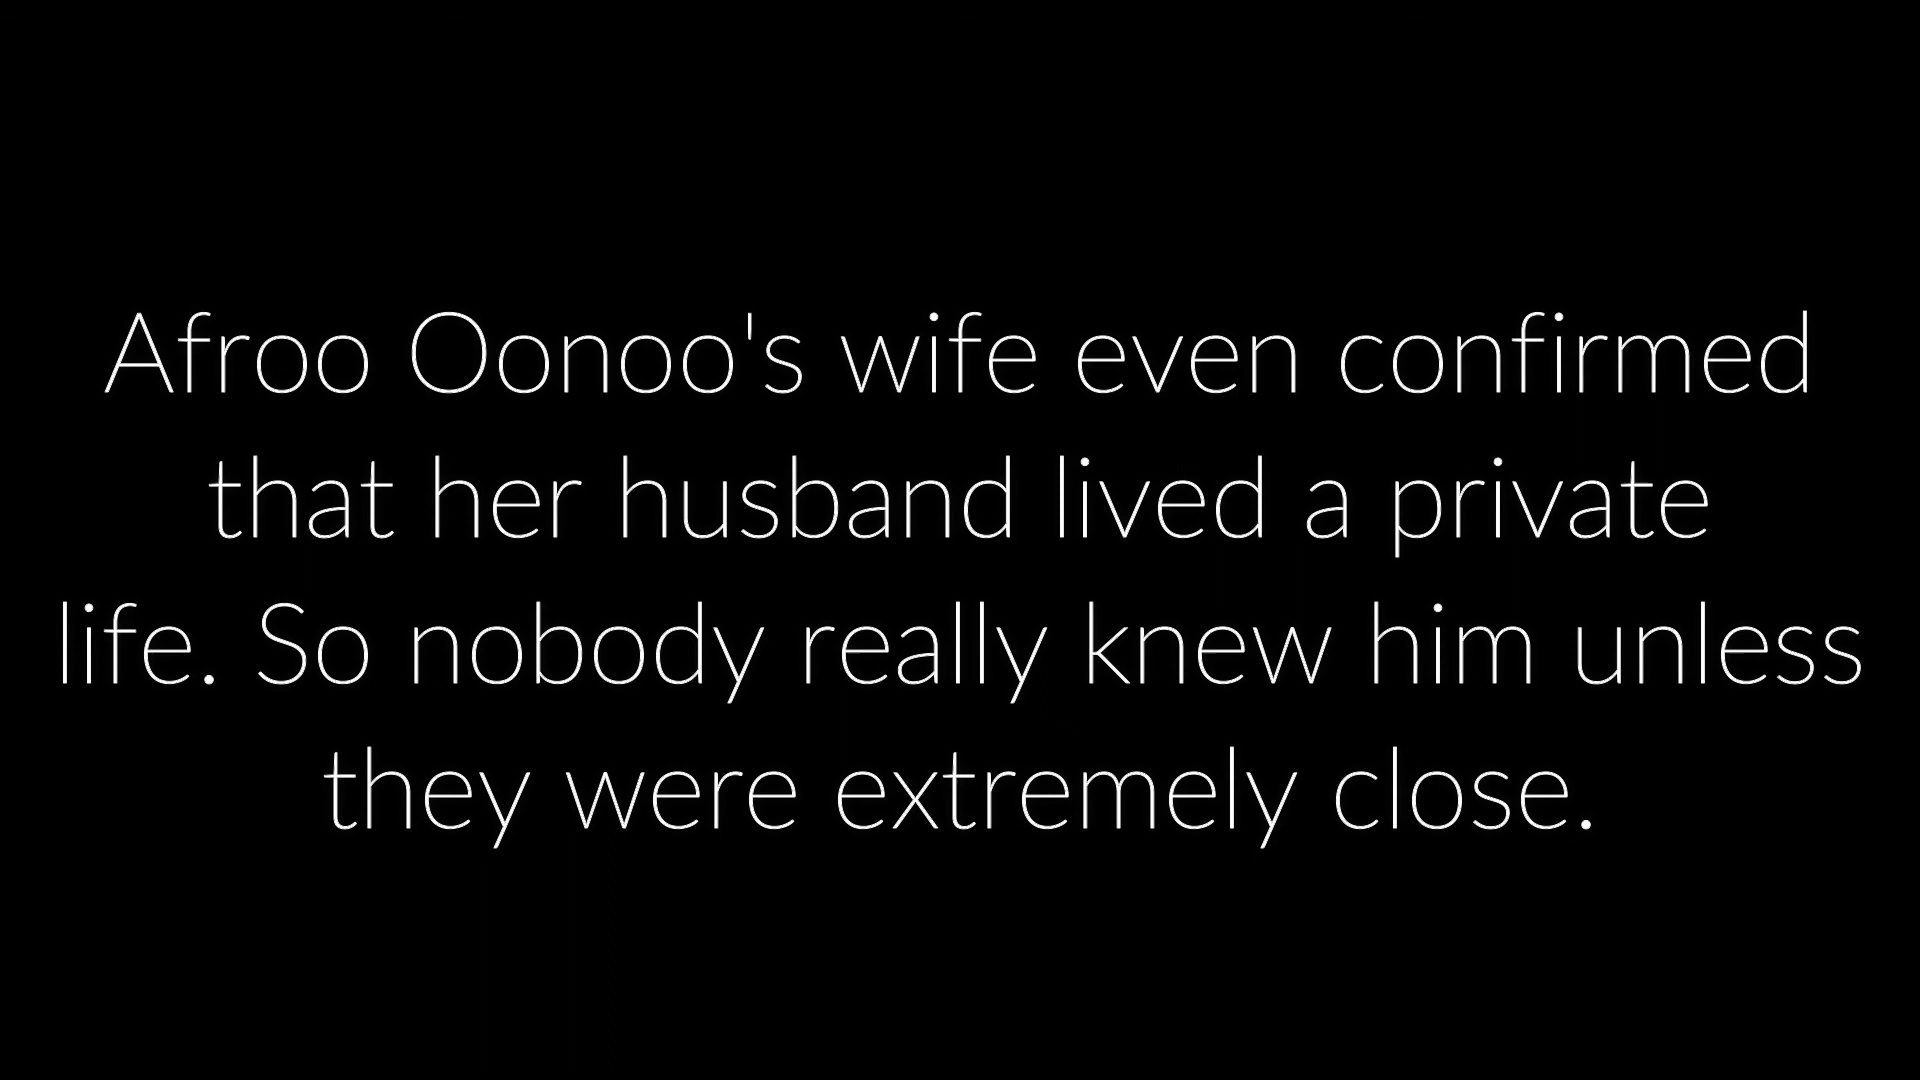 Afroo Oonoo's wife even confirmed
that her husband lived a private
life. So nobody really knew him unless
they were extremely close.